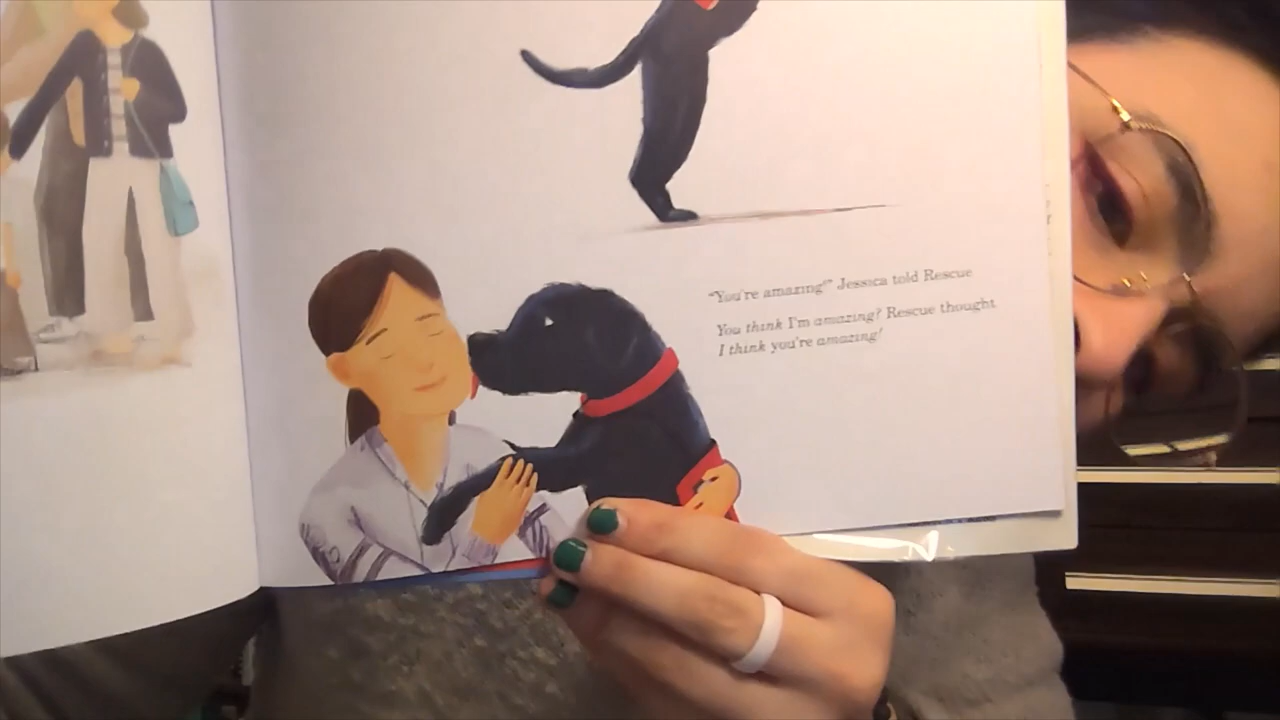 "You're amazing!" Jessica told Rescue
You think I'm amazing? Rescue thought
I think you're amazing!